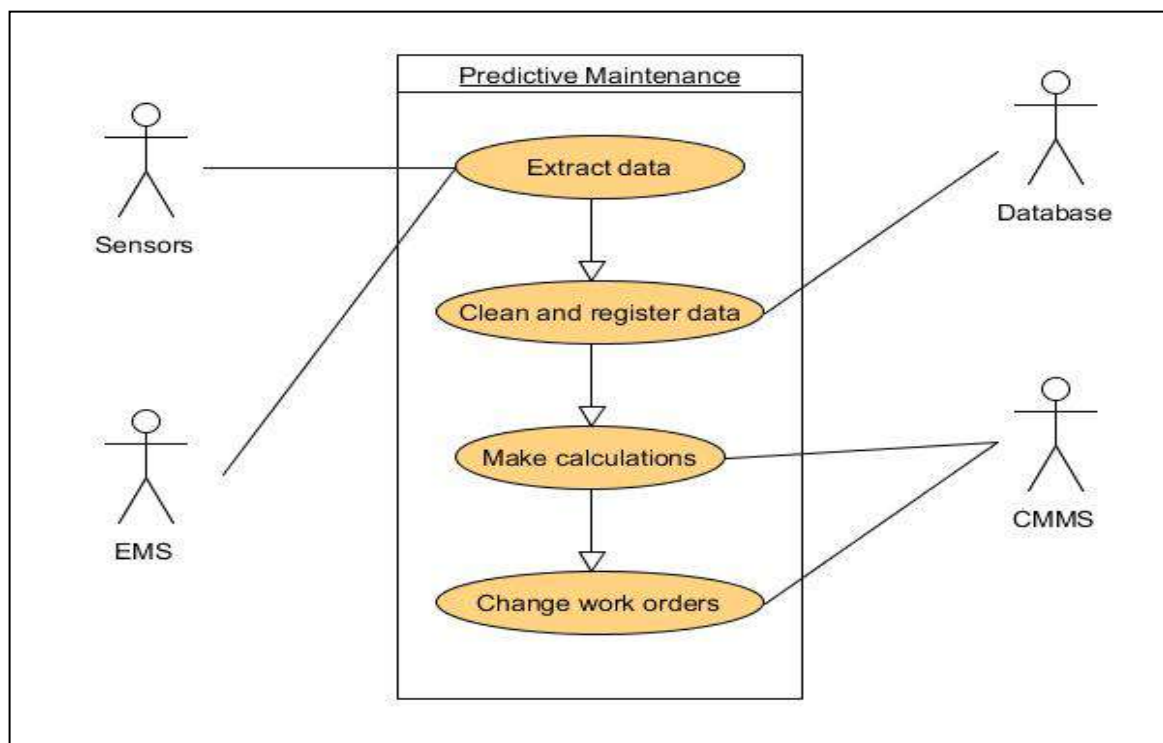 Predictive Maintenance
Extract data
Sensors
Database
Clean and register data
Make calculations
EMS
CMMS
Change work orders